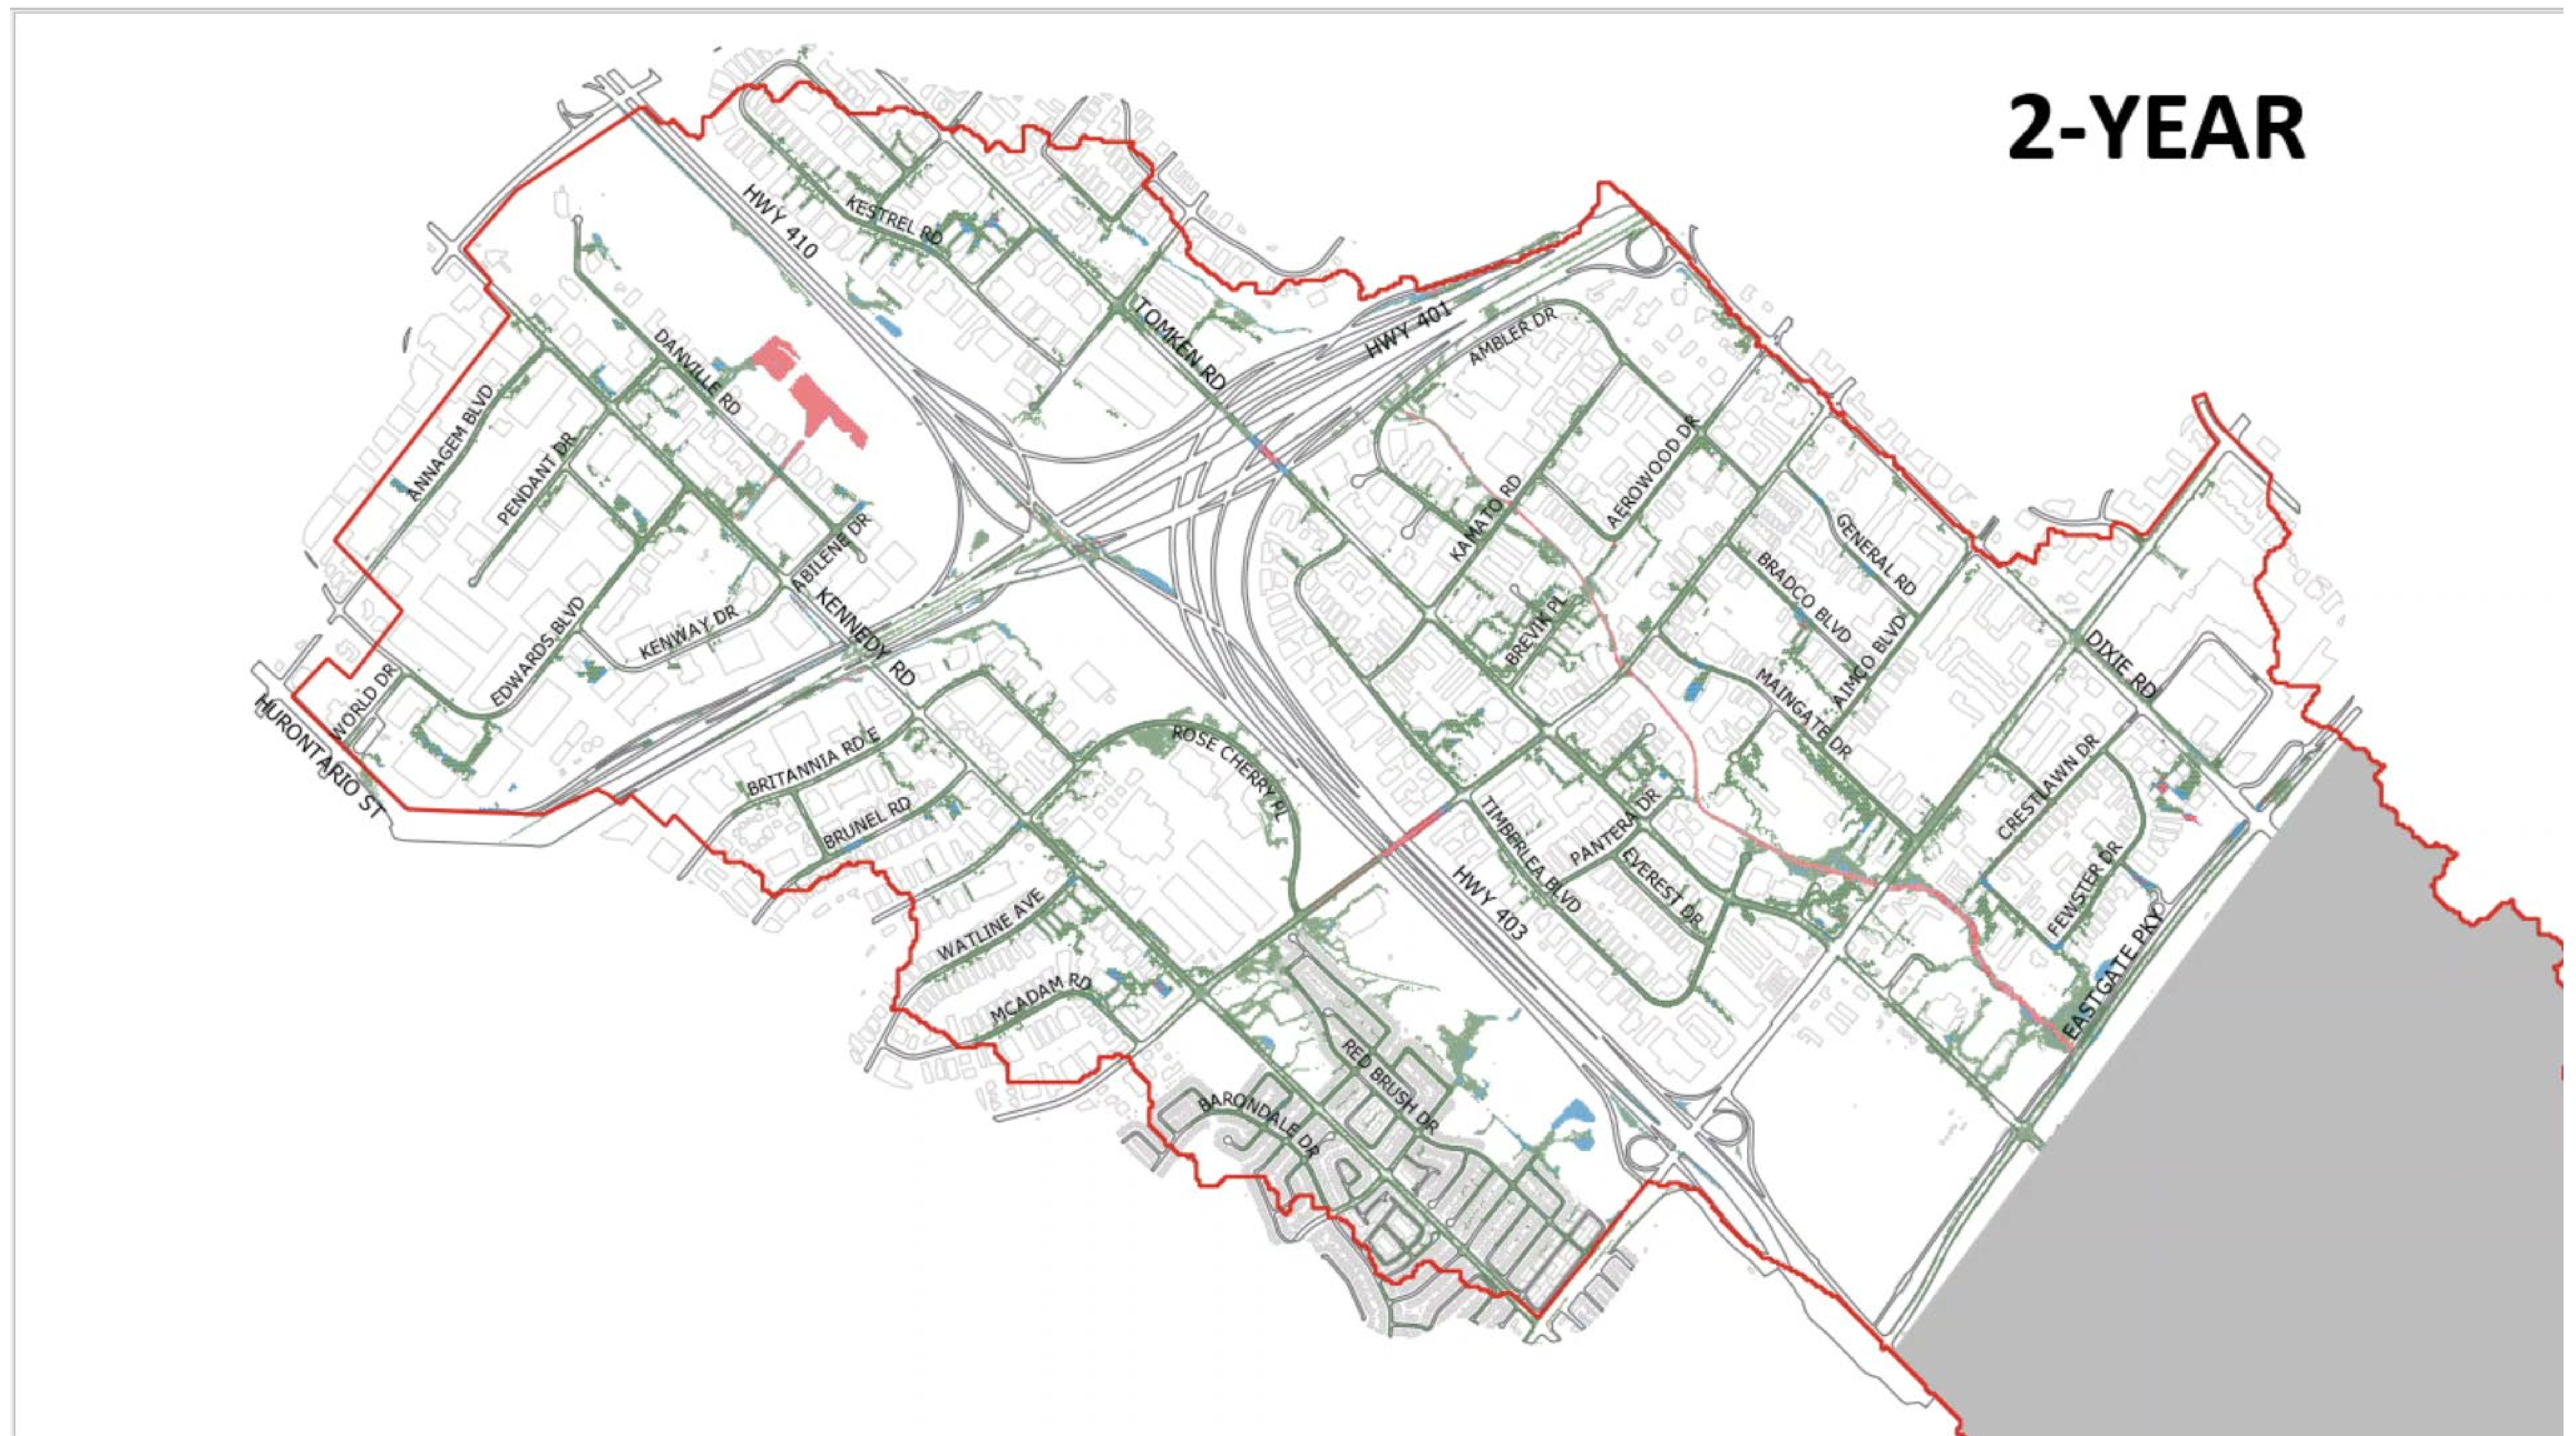 2-YEAR
HWY 410
KESTREL RD
TOMKEN RD
HWY 401
AMBLER DR
DANVILLE RD
ANNAGEM BLVD
PENDANT DR
KAMATO RD
AEROWOOD DR
GENERAL RD
ABILENE DR
BRADCO BLVD
KENNEDY RD
KENWAY DR
EDWARDS BLVD
BREVIK PL
AIMCO BLVD
DIXIE RD
WORLD DR
HURONTARIO ST
MAINGATE DR
BRITANNIA RD E
ROSE CHERRY PL
BRUNEL RD
CRESTLAWN DR
TIMBERLEA BLVD
PANTERA DR
EVEREST DR
FEWSTER DR
HWY 403
WATLINE AVE
EASTGATE PKY
MCADAM RD
RED BRUSH DR
BARONDALE DR